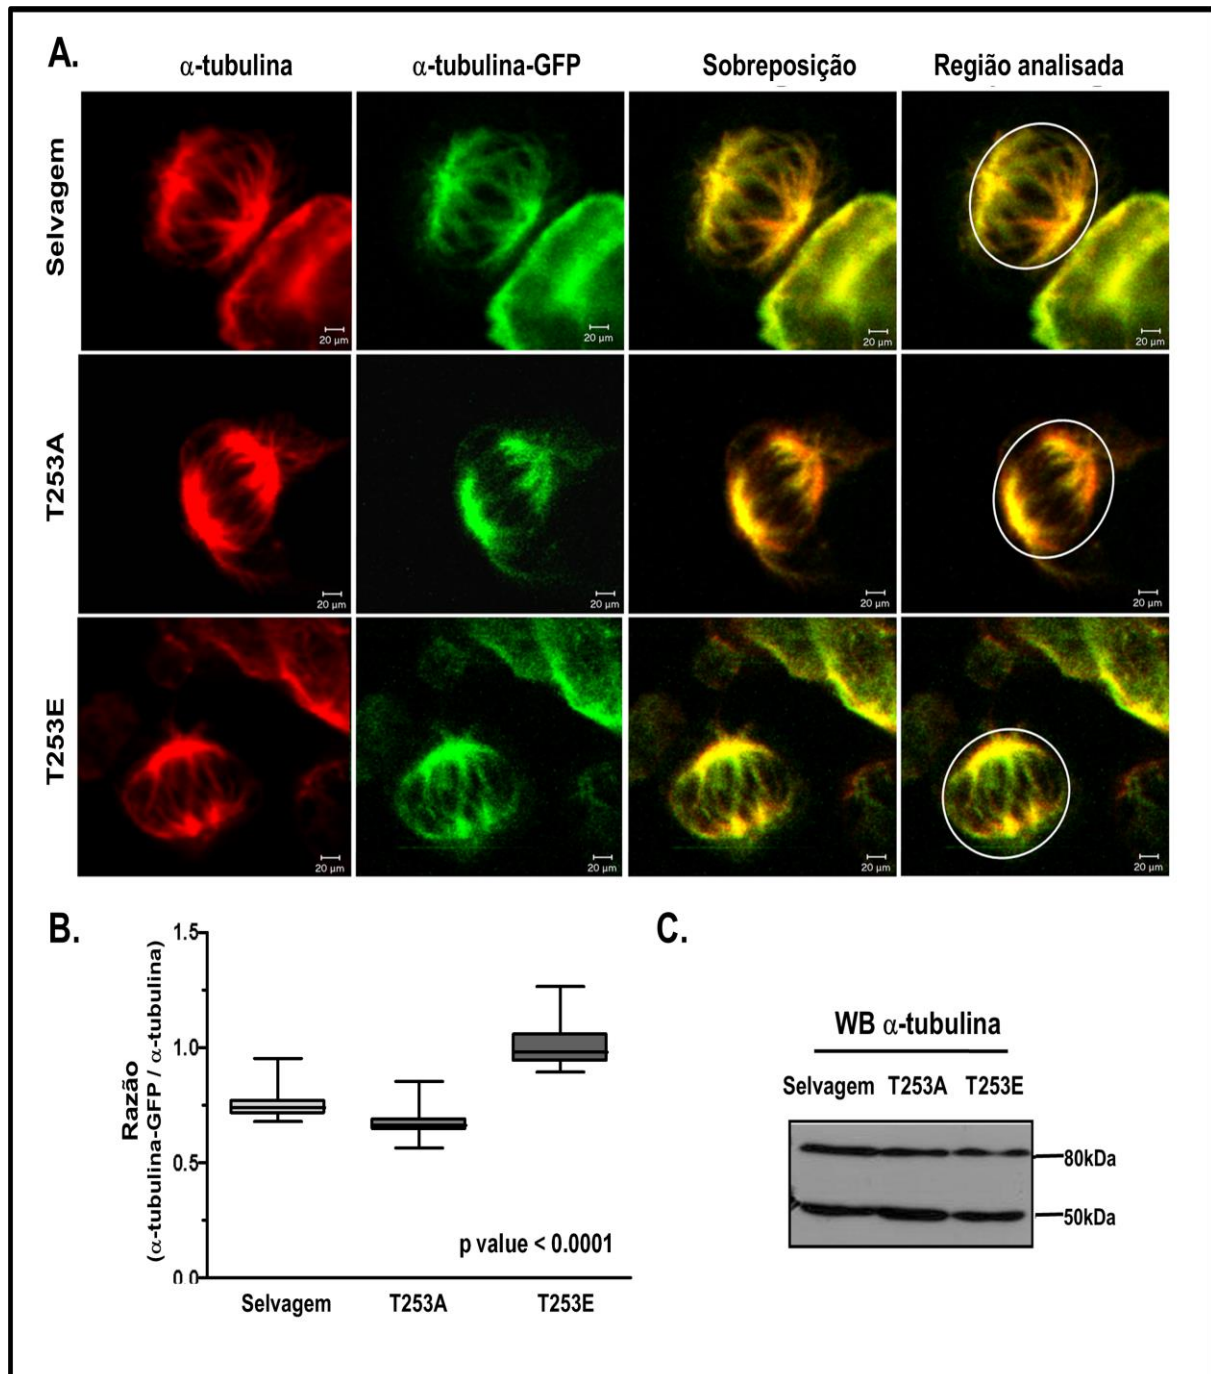 A.
α-tubulina α-tubulina-GFP Sobreposição Região analisada
Selvagem
20 µm 20 µm 20 µm 20 µm
T253A
20 µm 20 µm 20 µm 20 µm
T253E
20 µm 20 µm 20 µm 20 µm
B.
Razão
(α-tubulina-GFP / α-tubulina)
1.5
1.0
0.5
0.0
p value < 0.0001
Selvagem T253A T253E
C.
WB α-tubulina
Selvagem T253A T253E
80kDa
50kDa